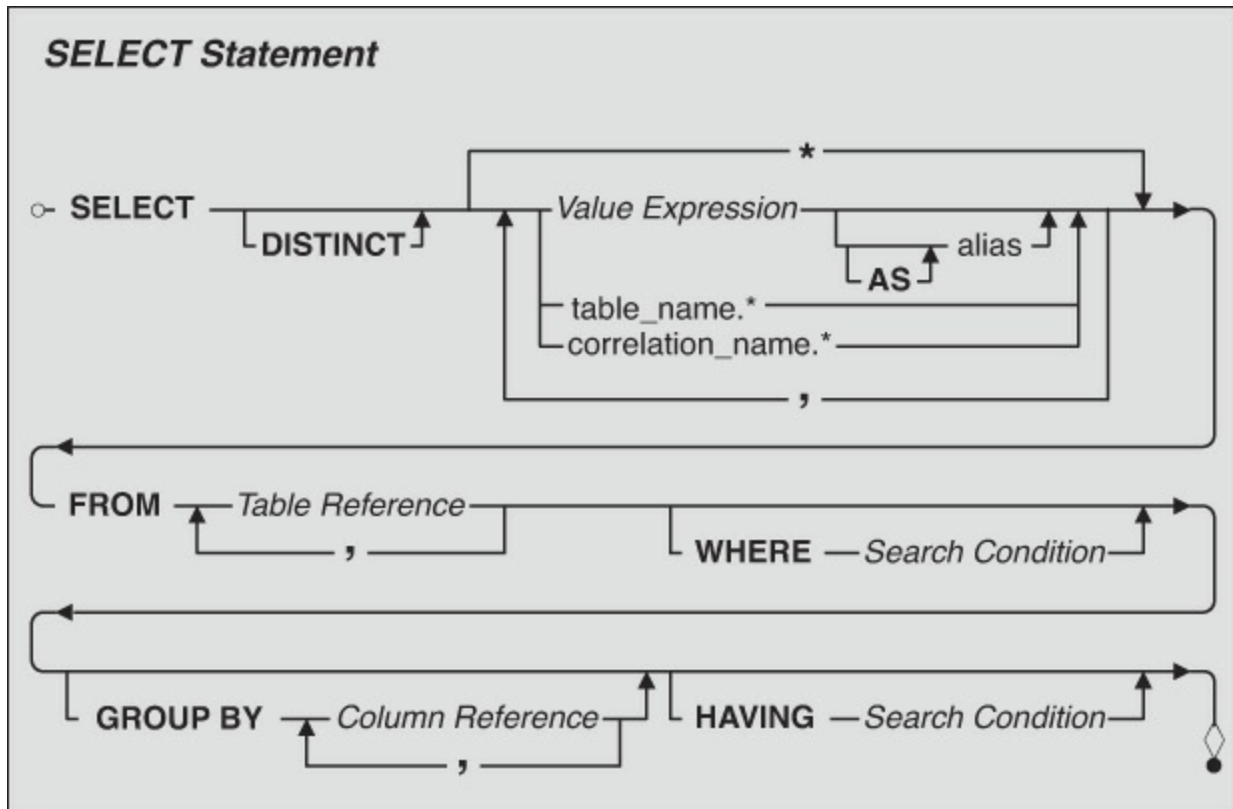 SELECT Statement
*
SELECT Value Expression
DISTINCT alias
AS
table_name.*
correlation_name.*
,
FROM Table Reference
, WHERE Search Condition
GROUP BY Column Reference HAVING Search Condition
,